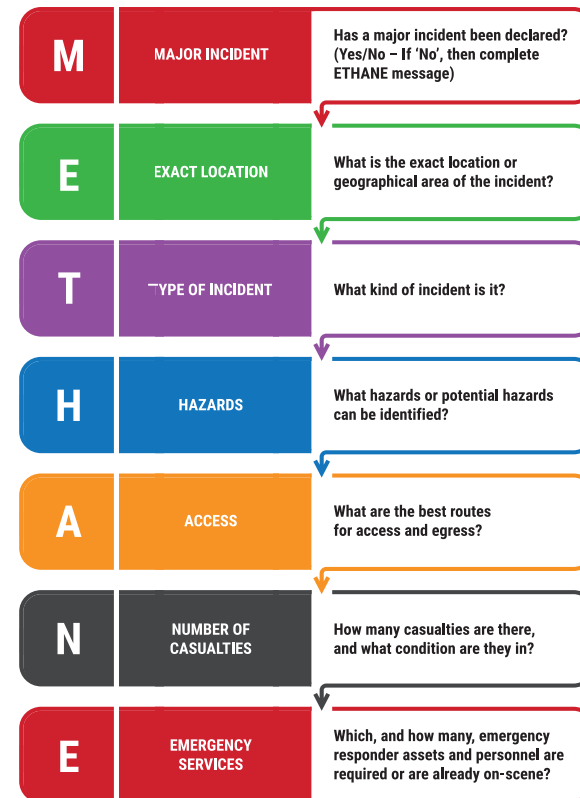 M
MAJOR INCIDENT
Has a major incident been declared?
(Yes/No – If ‘No’, then complete
ETHANE message)
E
EXACT LOCATION
What is the exact location or
geographical area of the incident?
T
TYPE OF INCIDENT
What kind of incident is it?
H
HAZARDS
What hazards or potential hazards
can be identified?
A
ACCESS
What are the best routes
for access and egress?
N
NUMBER OF
CASUALTIES
How many casualties are there,
and what condition are they in?
E
EMERGENCY
SERVICES
Which, and how many, emergency
responder assets and personnel are
required or are already on-scene?